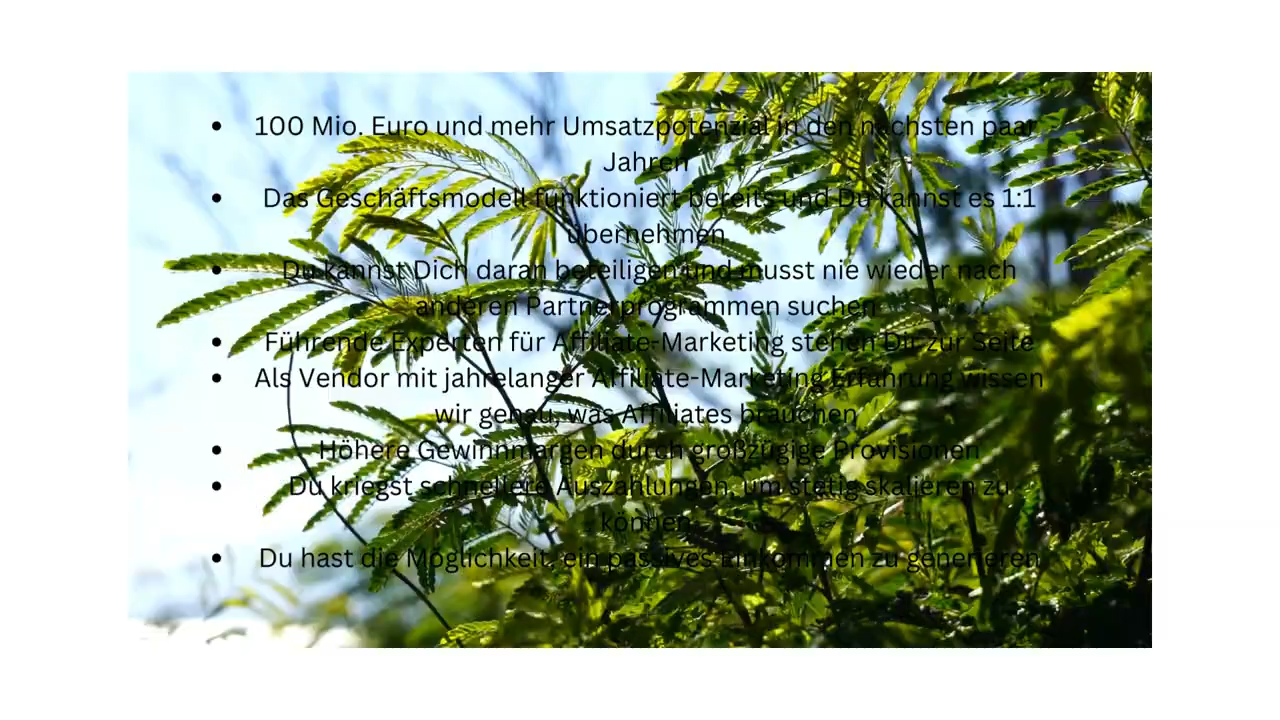 • 100 Mio. Euro und mehr Umsatzpotenzial in den nächsten paar
Jahren
• Das Geschäftsmodell funktioniert bereits und Du kannst es 1:1
übernehmen
• Du kannst Dich daran beteiligen und musst nie wieder nach
anderen Partnerprogrammen suchen
• Führende Experten für Affiliate-Marketing stehen Dir zur Seite
• Als Vendor mit jahrelanger Affiliate-Marketing Erfahrung wissen
wir genau, was Affiliates brauchen
• Höhere Gewinnmargen durch großzügige Provisionen
• Du kriegst schnellere Auszahlungen, um stetig skalieren zu
können
• Du hast die Möglichkeit, ein passives Einkommen zu generieren